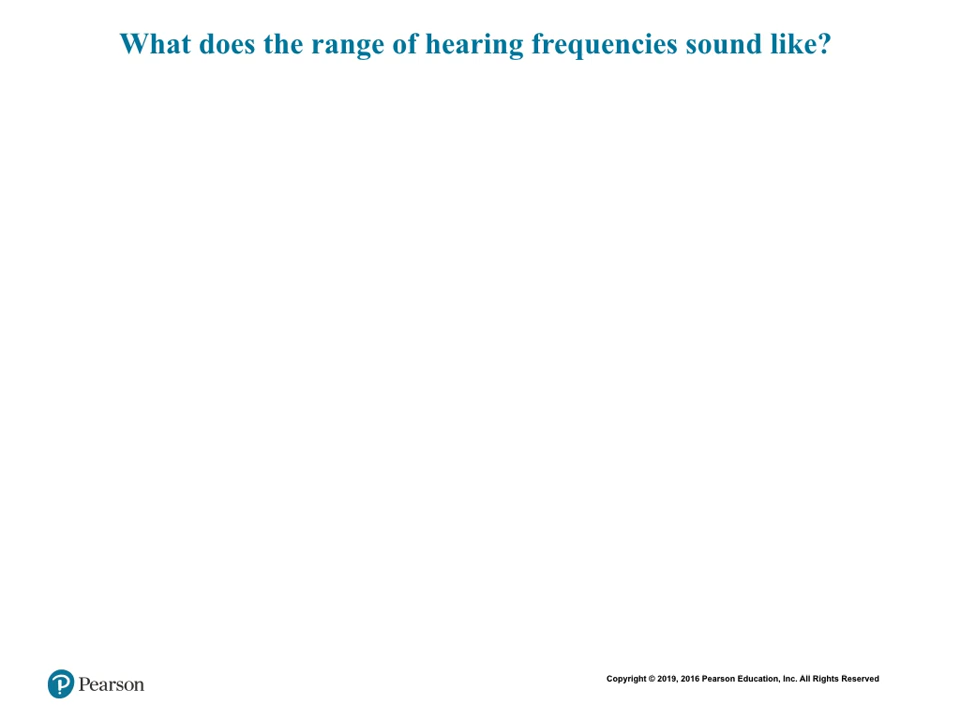 What does the range of hearing frequencies sound like?
Pearson
Copyright © 2019, 2016 Pearson Education, Inc. All Rights Reserved